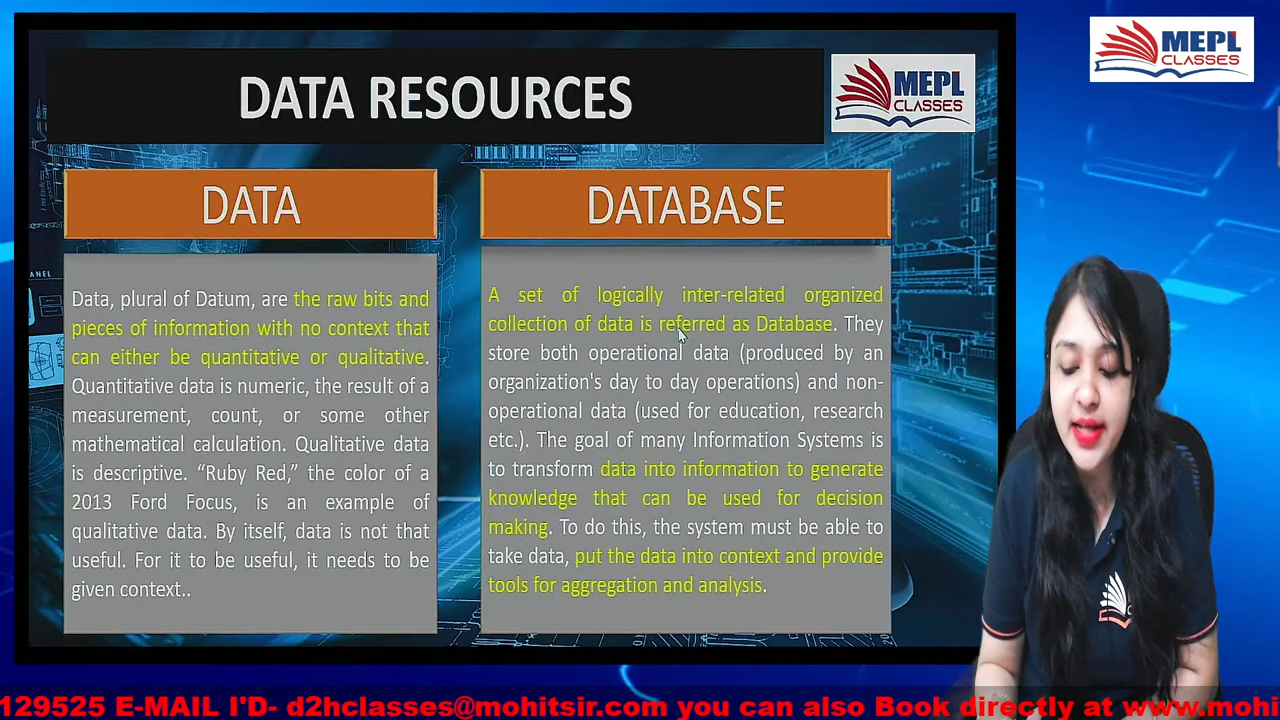 DATA RESOURCES
MEPL
CLASSES
MEPL
CLASSES
DATA
Data, plural of Datum, are the raw bits and
pieces of information with no context that
can either be quantitative or qualitative.
Quantitative data is numeric, the result of a
measurement, count, or some other
mathematical calculation. Qualitative data
is descriptive. “Ruby Red,” the color of a
2013 Ford Focus, is an example of
qualitative data. By itself, data is not that
useful. For it to be useful, it needs to be
given context..
DATABASE
A set of logically inter-related organized
collection of data is referred as Database. They
store both operational data (produced by an
organization's day to day operations) and non-
operational data (used for education, research
etc.). The goal of many Information Systems is
to transform data into information to generate
knowledge that can be used for decision
making. To do this, the system must be able to
take data, put the data into context and provide
tools for aggregation and analysis.
129525 E-MAIL I'D- d2hclasses@mohitsir.com you can also Book directly at www.mohi